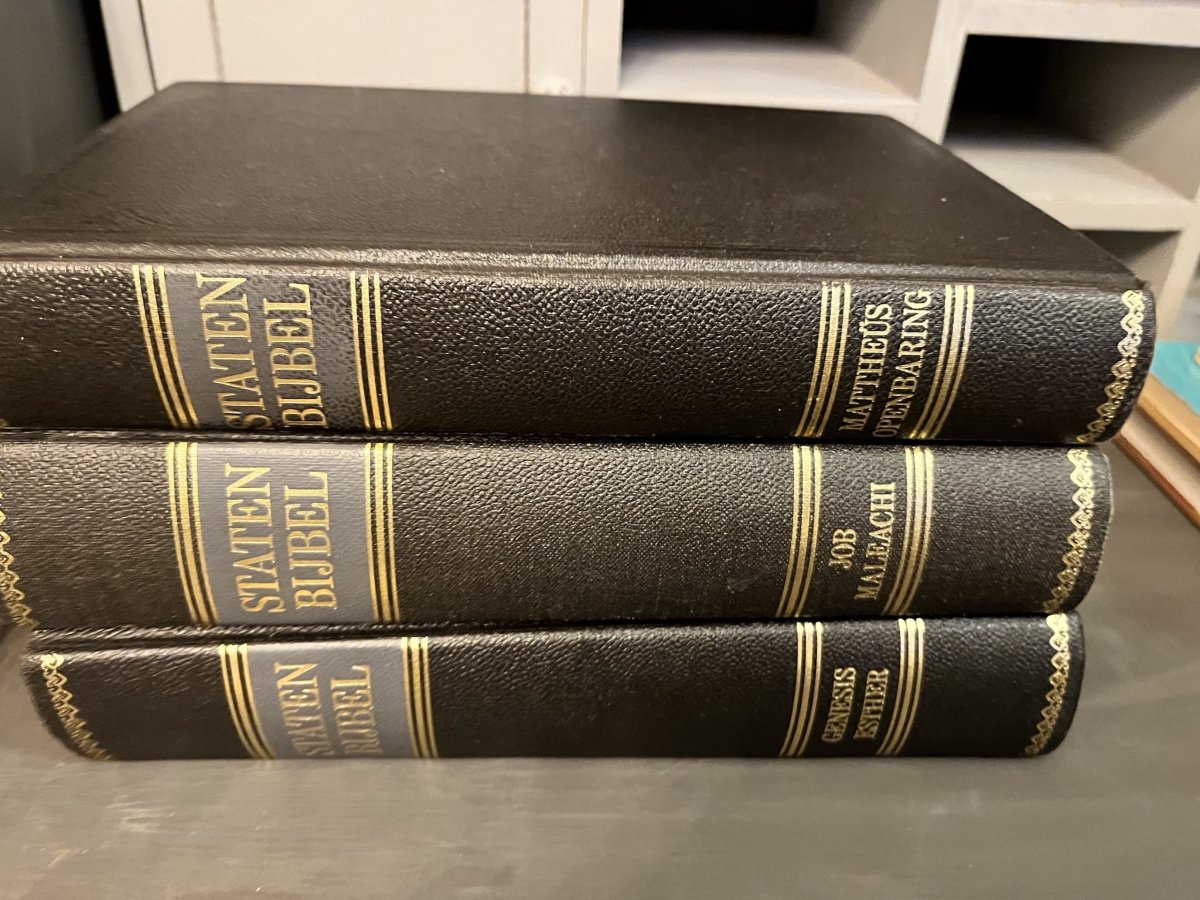 STATEN
BIJBEL
MATTHEÜS
OPENBARING
STATEN
BIJBEL
JOB
MALEACHI
STATEN
BIJBEL
GENESIS
ESTHER